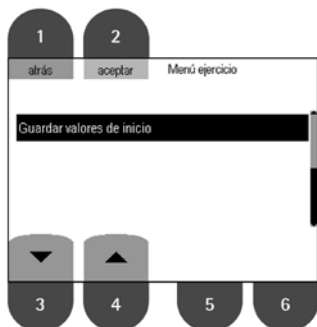 1 2
atrás aceptar Menú ejercicio
Guardar valores de inicio
3 4 5 6